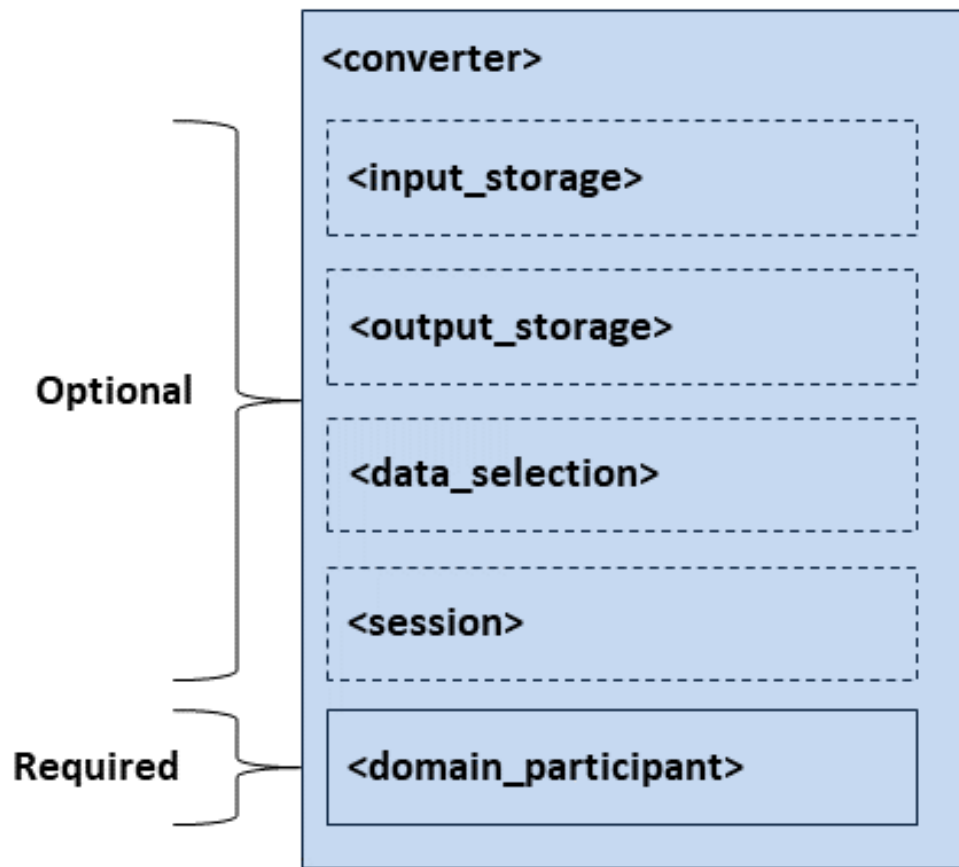 <converter>
<input_storage>
<output_storage>
Optional
<data_selection>
<session>
Required
<domain_participant>